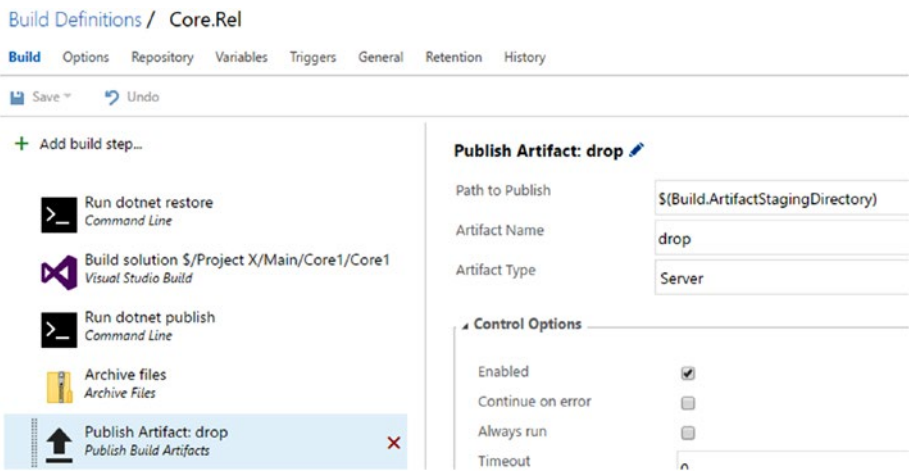 Build Definitions / Core.Rel
Build Options Repository Variables Triggers General Retention History
Save Undo
+ Add build step...
Run dotnet restore
Command Line
Build solution $/Project X/Main/Core1/Core1
Visual Studio Build
Run dotnet publish
Command Line
Archive files
Archive Files
Publish Artifact: drop
Publish Build Artifacts
Publish Artifact: drop
Path to Publish $(Build.ArtifactStagingDirectory)
Artifact Name drop
Artifact Type Server
Control Options
Enabled
Continue on error
Always run
Timeout 0